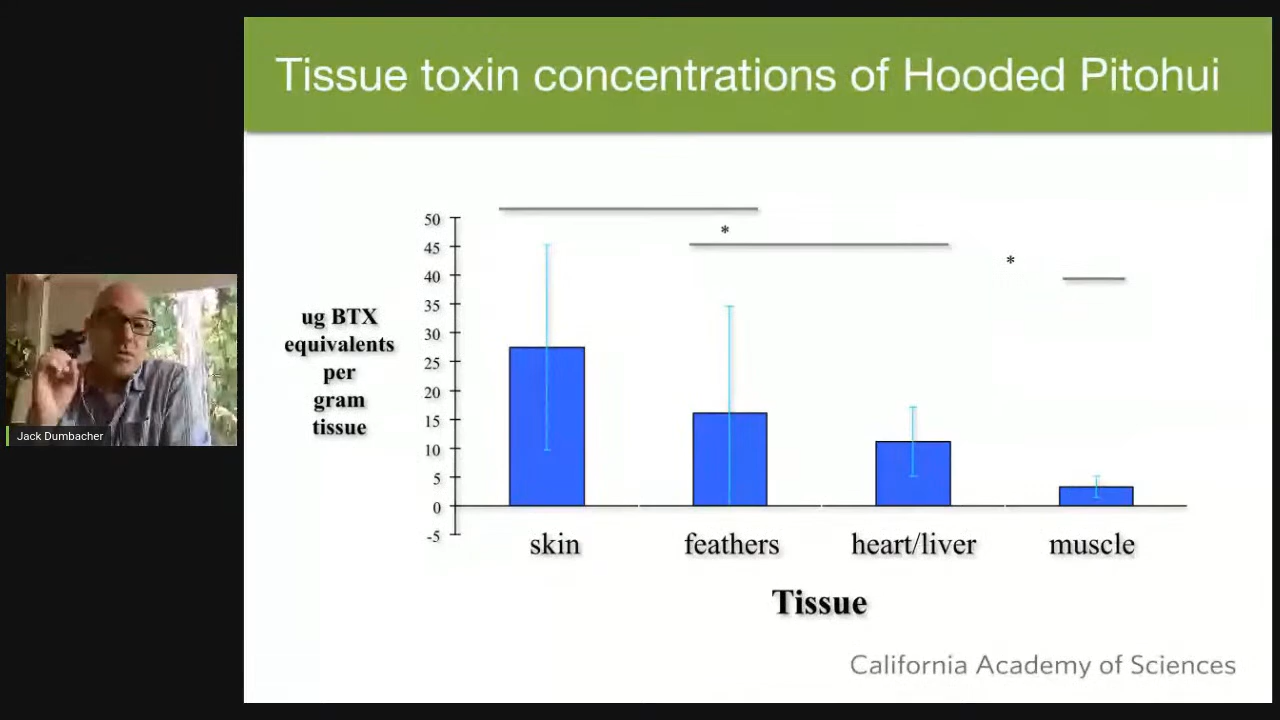 Tissue toxin concentrations of Hooded Pitohui
50
45
40
35
30
25
20
15
10
5
0
-5
ug BTX
equivalents
per
gram
tissue
*
*
skin
feathers
heart/liver
muscle
Tissue
California Academy of Sciences
Jack Dumbacher